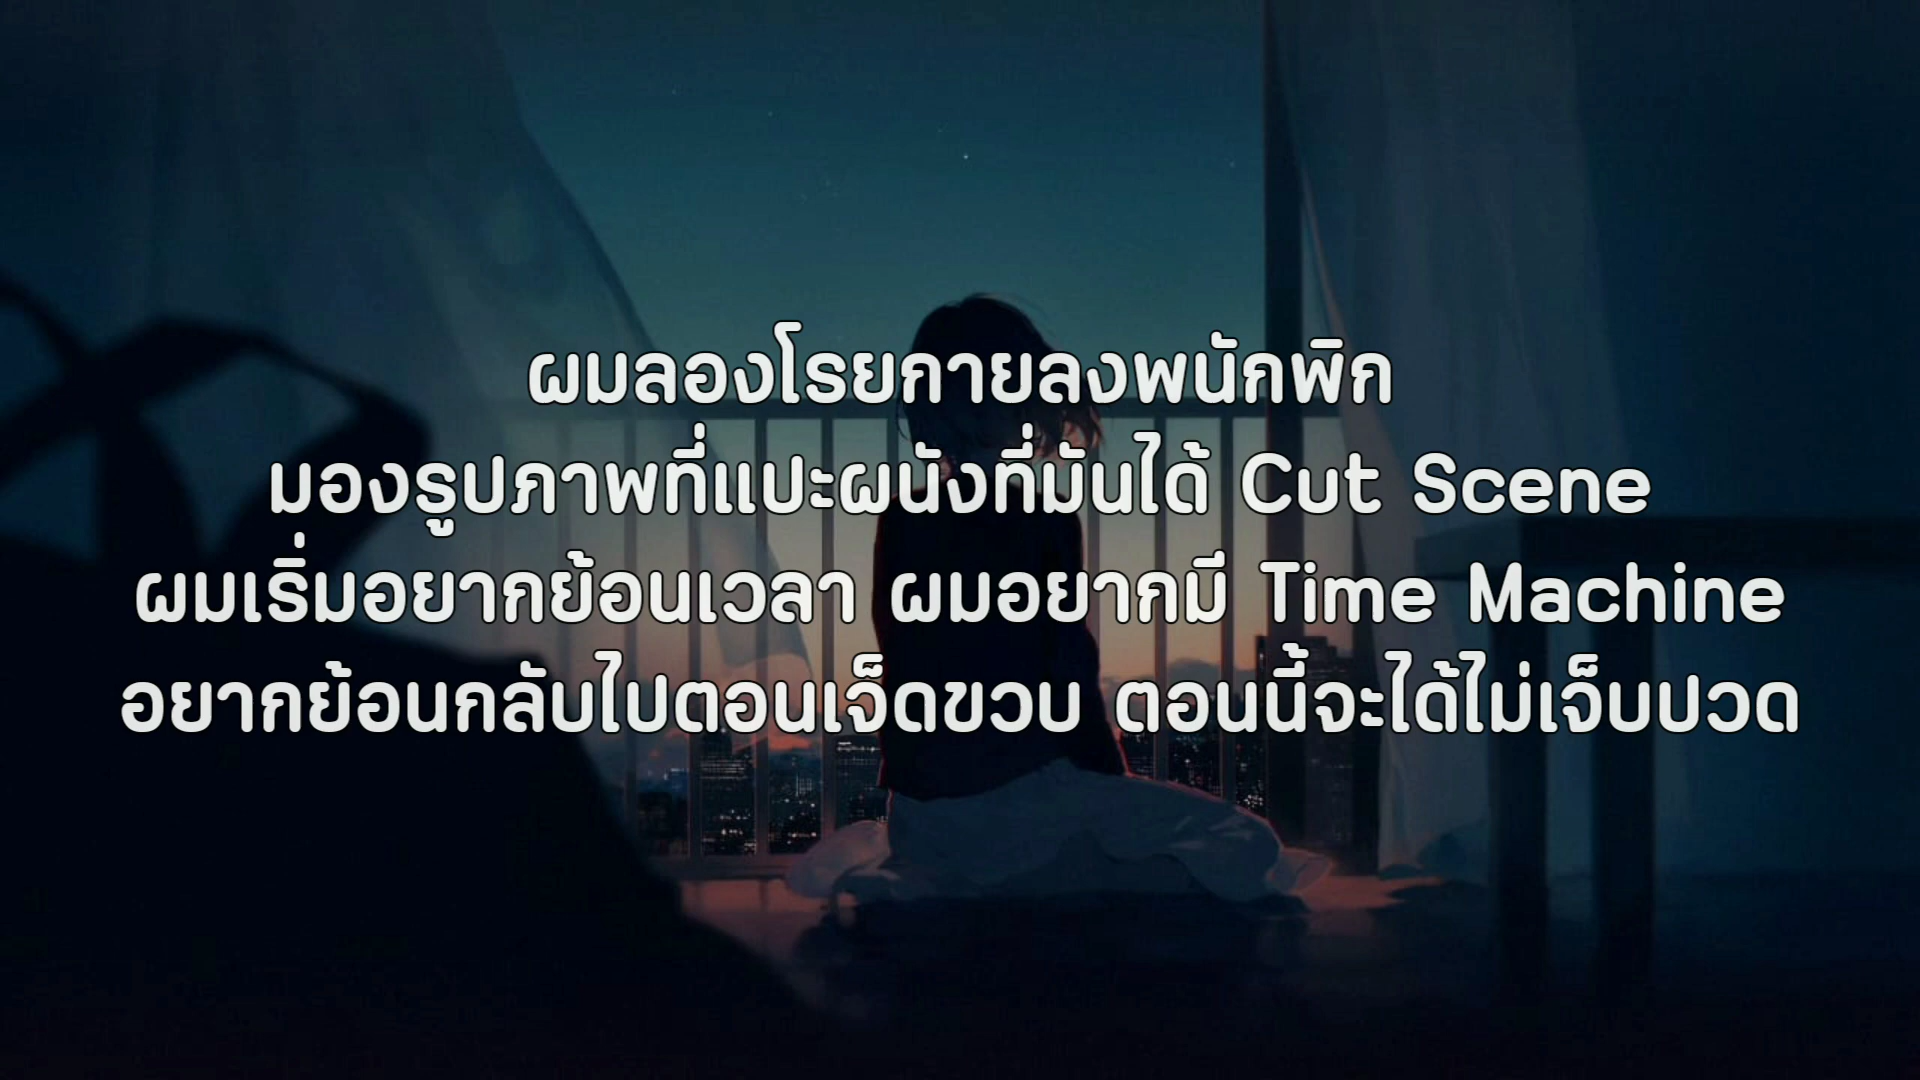 ผมลองโรยกายลงพนักพิก
มองรูปภาพที่แปะผนังที่มันได้ Cut Scene
ผมเริ่มอยากย้อนเวลา ผมอยากมี Time Machine
อยากย้อนกลับไปตอนเจ็ดขวบ ตอนนี้จะได้ไม่เจ็บปวด